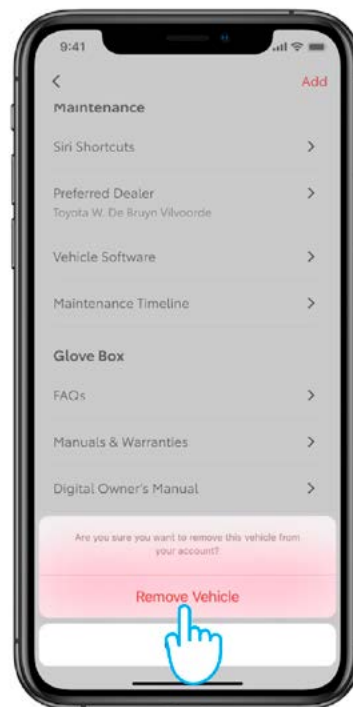 9:41
Add
Maintenance
Siri Shortcuts
Preferred Dealer
Toyota W. De Bruyn Vilvoorde
Vehicle Software
Maintenance Timeline
Glove Box
FAQs
Manuals & Warranties
Digital Owner's Manual
Are you sure you want to remove this vehicle from
your account?
Remove Vehicle